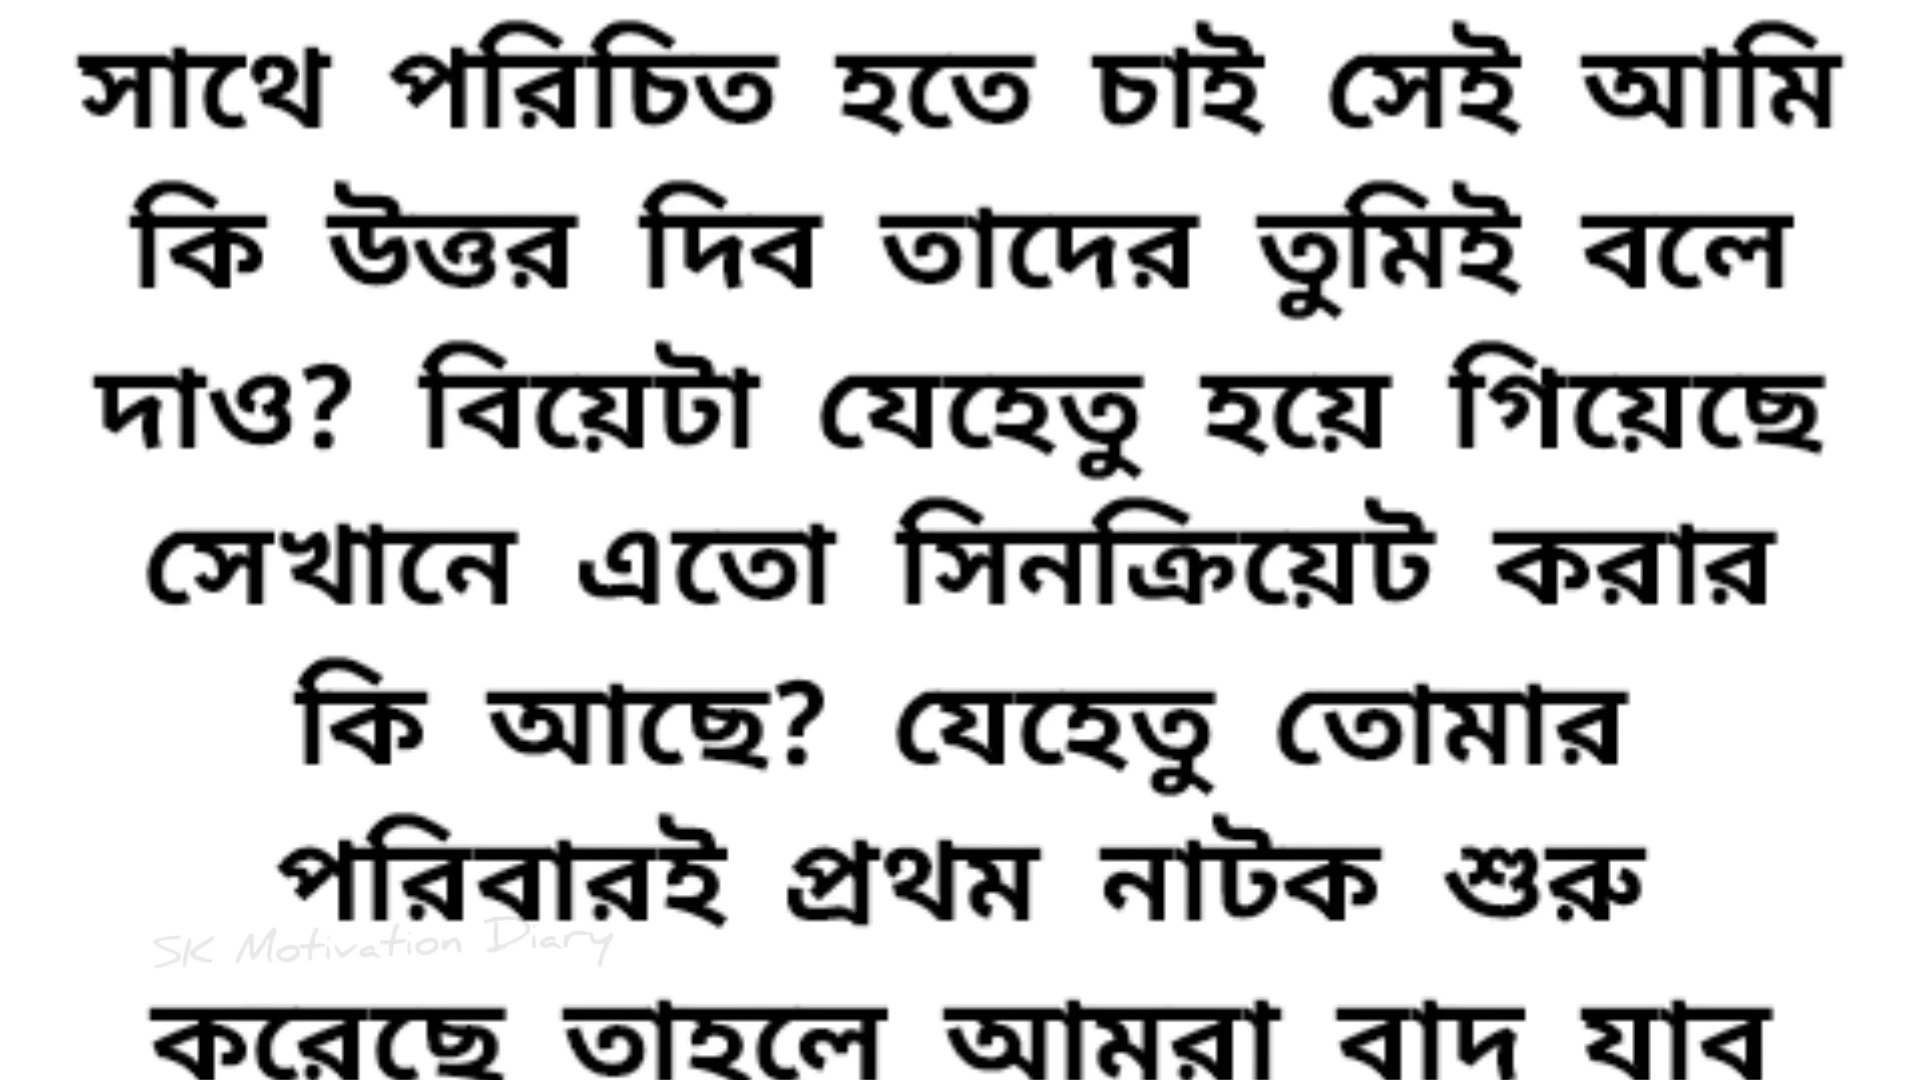 সাথে পরিচিত হতে চাই সেই আমি
কি উত্তর দিব তাদের তুমিই বলে
দাও? বিয়েটা যেহেতু হয়ে গিয়েছে
সেখানে এতো সিনক্রিয়েট করার
কি আছে? যেহেতু তোমার
পরিবারই প্রথম নাটক শুরু
SK Motivation Diary
করেছে তাহলে আমরা বাদ যাব